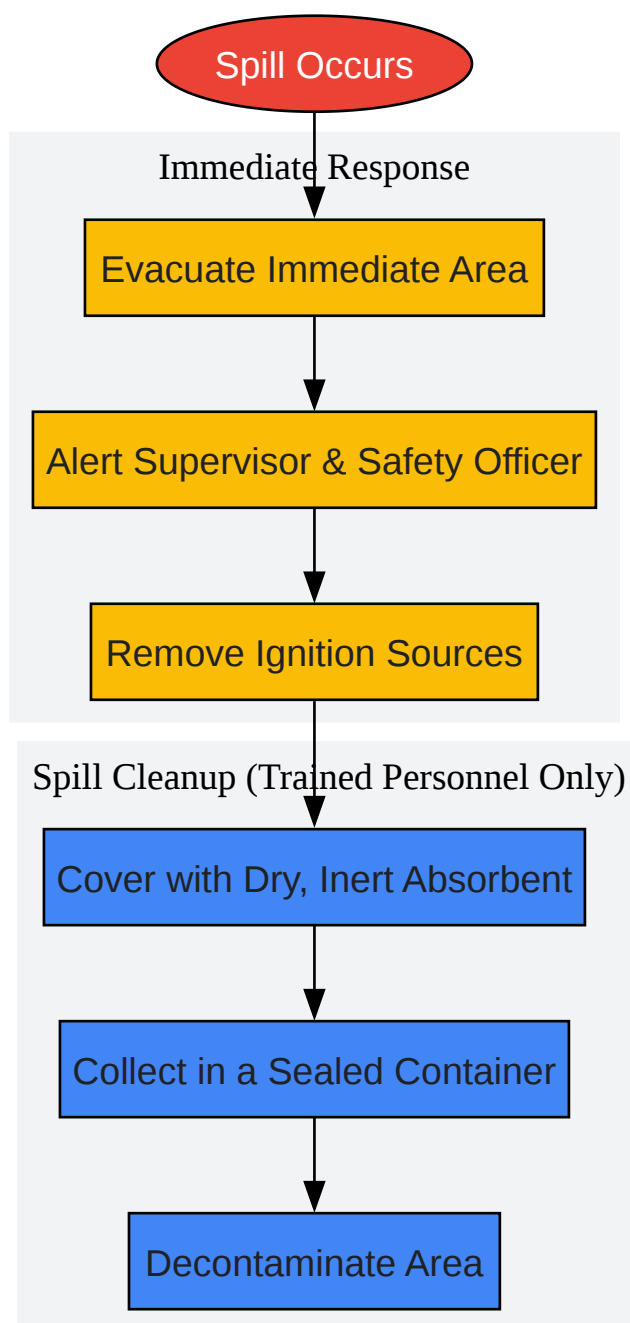 Spill Occurs
Immediate Response
Evacuate Immediate Area
Alert Supervisor & Safety Officer
Remove Ignition Sources
Spill Cleanup (Trained Personnel Only)
Cover with Dry, Inert Absorbent
Collect in a Sealed Container
Decontaminate Area